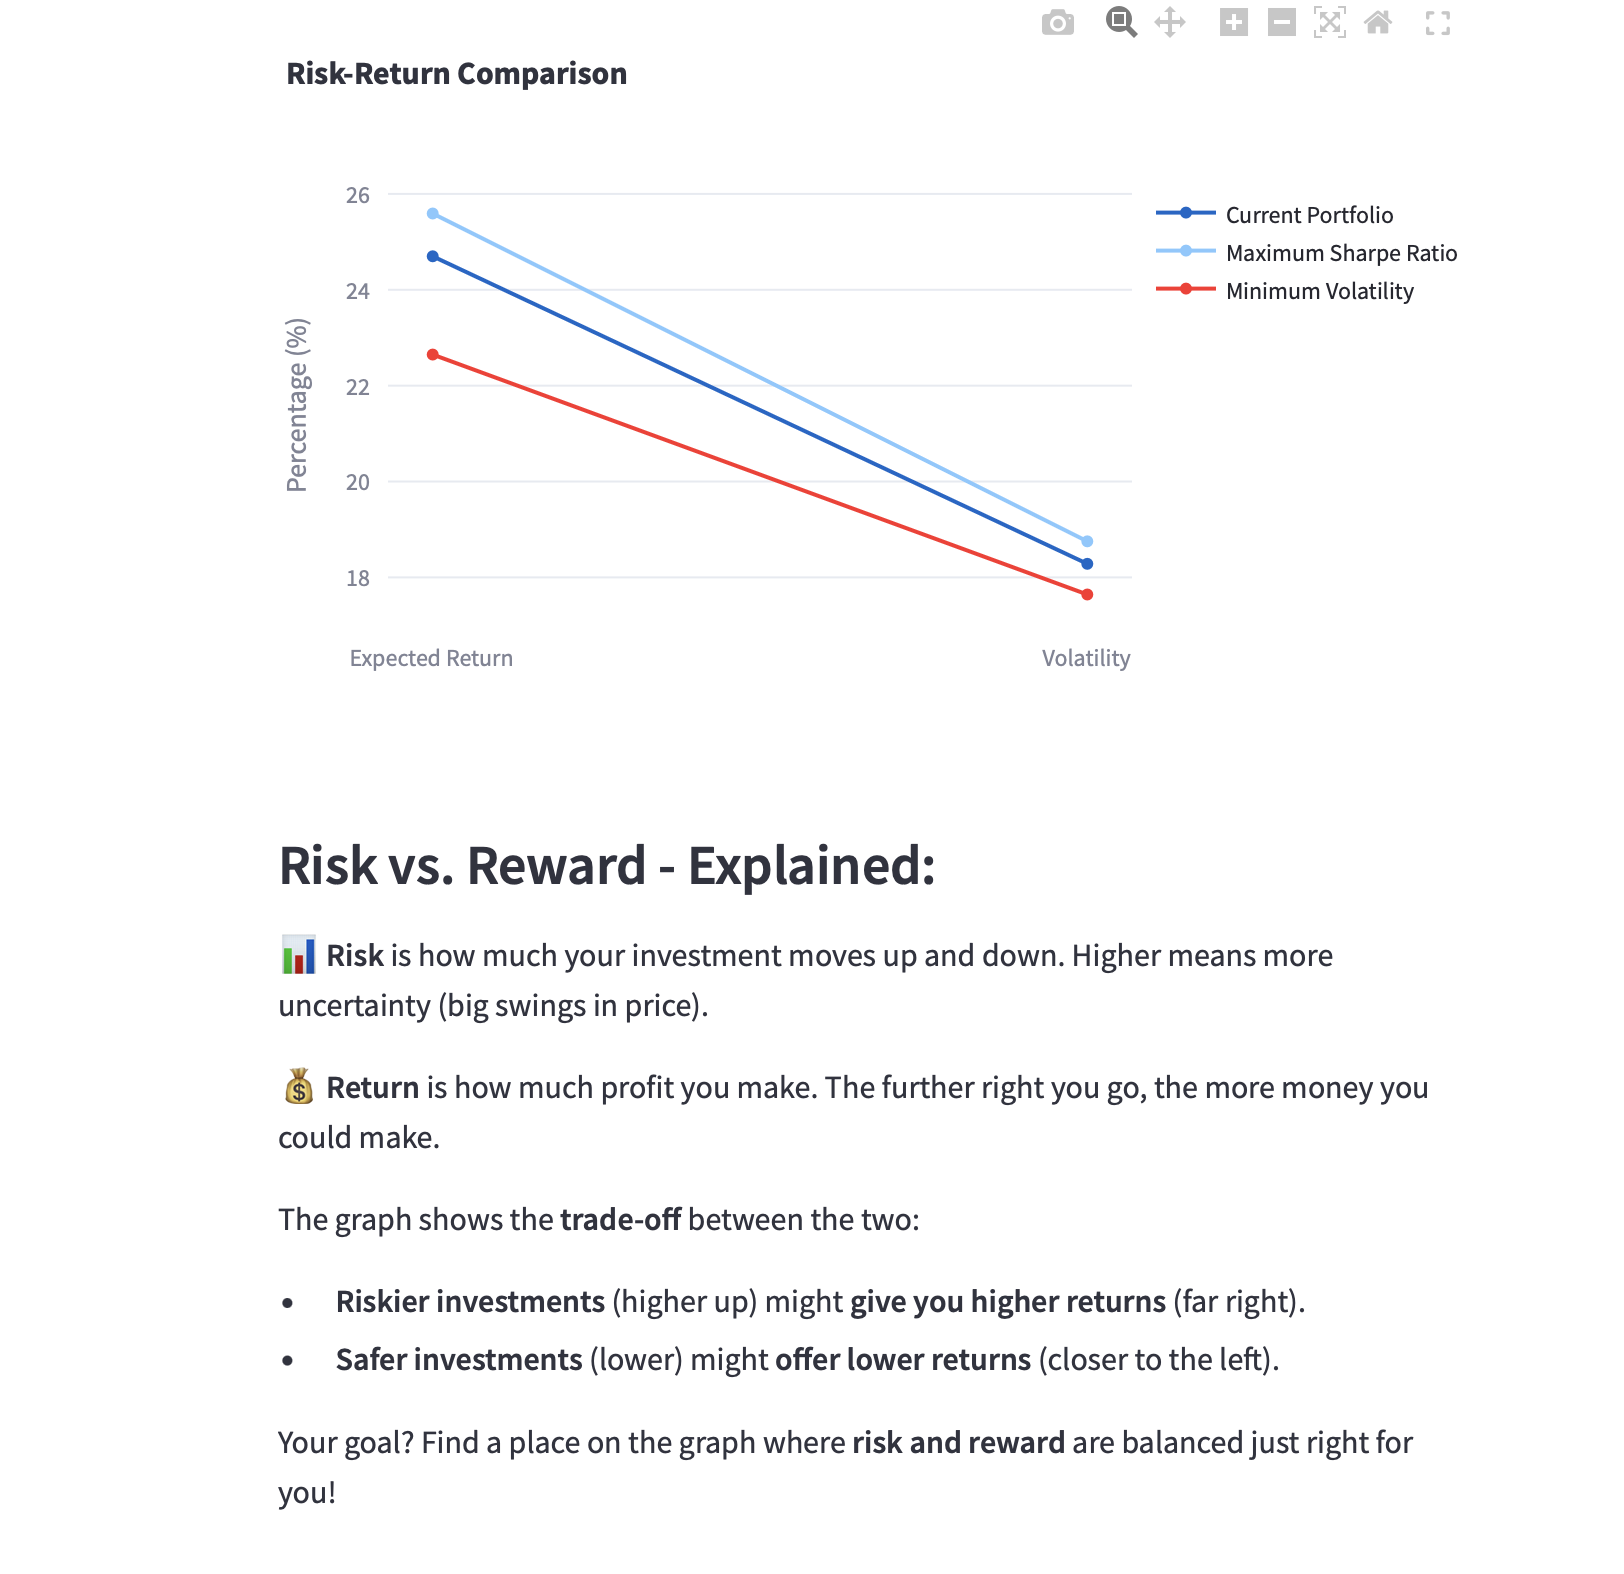 Risk-Return Comparison
26
24
22
20
18
Percentage (%)
Expected Return
Volatility
Current Portfolio
Maximum Sharpe Ratio
Minimum Volatility
Risk vs. Reward - Explained:
📊 Risk is how much your investment moves up and down. Higher means more
uncertainty (big swings in price).
💰 Return is how much profit you make. The further right you go, the more money you
could make.
The graph shows the trade-off between the two:
• Riskier investments (higher up) might give you higher returns (far right).
• Safer investments (lower) might offer lower returns (closer to the left).
Your goal? Find a place on the graph where risk and reward are balanced just right for
you!